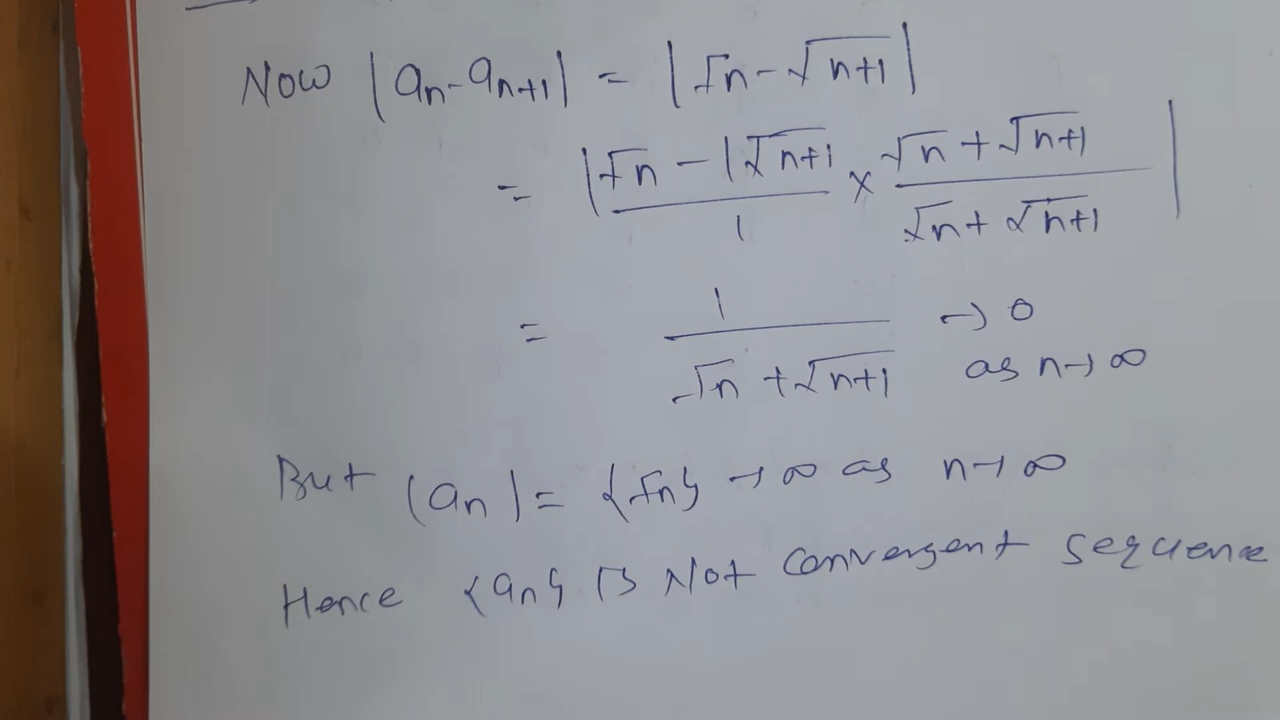 Now |an - an+1| = |√n - √n+1|
= |√n - |√n+1 / 1 × √n + √n+1 / √n + √n+1|
= 1 / √n + √n+1 → 0
as n→∞
But (an) = {√n} → ∞ as n→∞
Hence {an} is Not convergent sequence